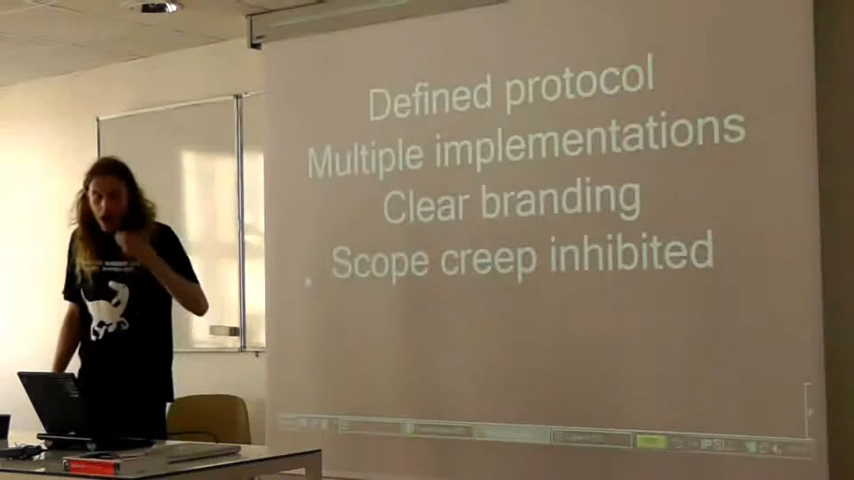 Defined protocol
Multiple implementations
Clear branding
Scope creep inhibited